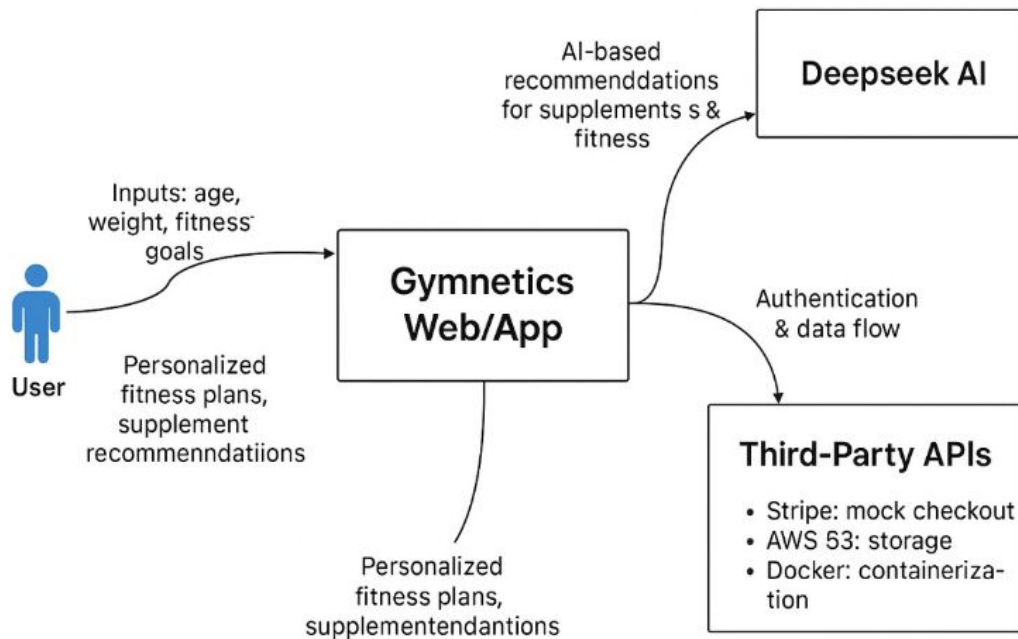 AI-based
recommenddations
for supplements s &
fitness
Deepseek AI
Inputs: age,
weight, fitness
goals
Gymnetics
Web/App
Authentication
& data flow
User
Personalized
fitness plans,
supplement
recommenndatiions
Third-Party APIs
• Stripe: mock checkout
• AWS 53: storage
• Docker: containeriza-
tion
Personalized
fitness plans,
supplementendantions